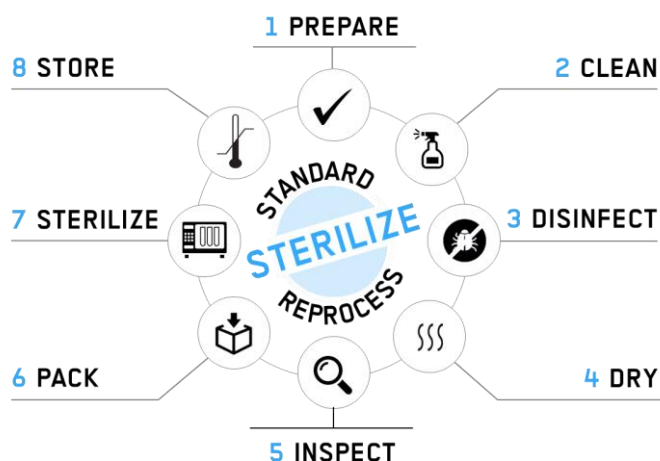 1 PREPARE
2 CLEAN
3 DISINFECT
4 DRY
5 INSPECT
6 PACK
7 STERILIZE
8 STORE
STANDARD
STERILIZE
REPROCESS